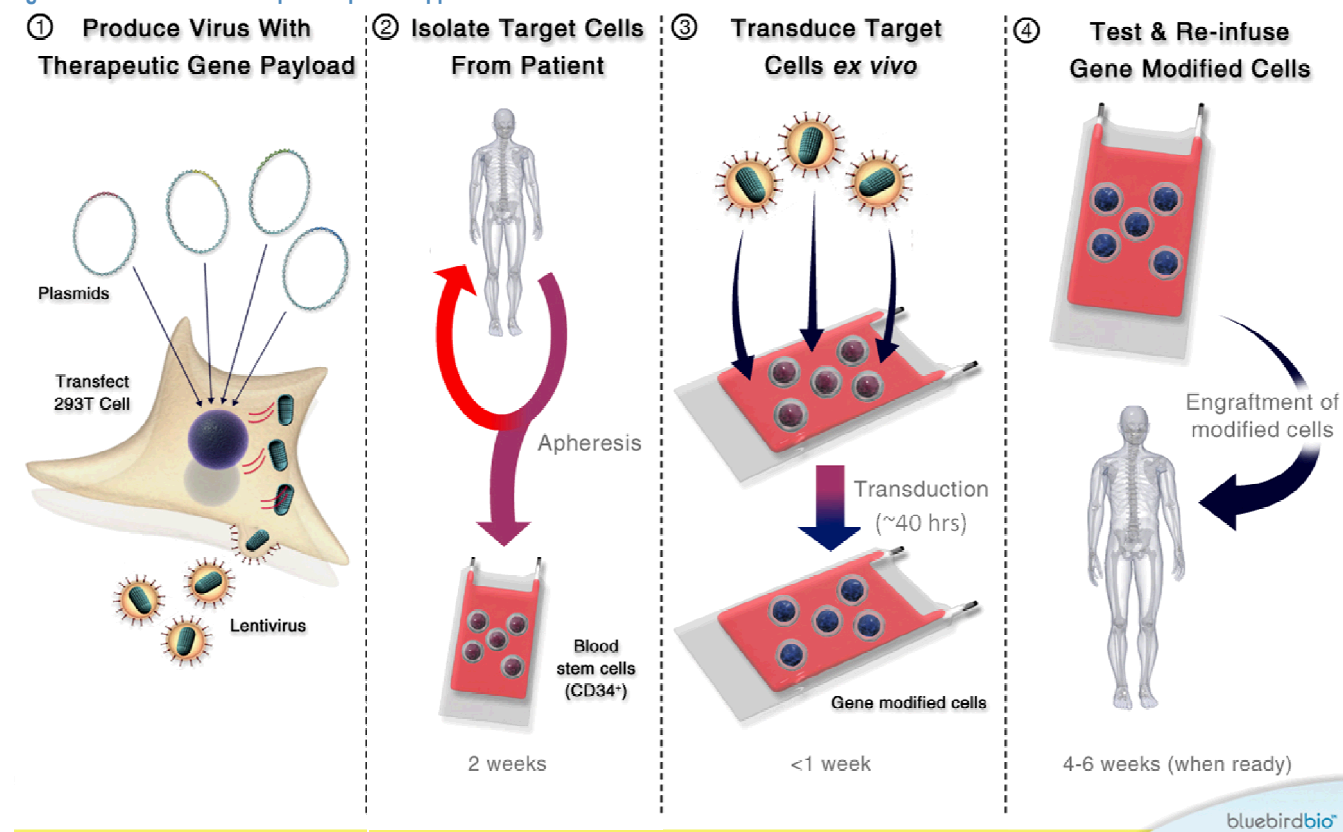 ① Produce Virus With
Therapeutic Gene Payload
Plasmids
Transfect
293T Cell
Lentivirus
② Isolate Target Cells
From Patient
Apheresis
Blood
stem cells
(CD34⁺)
2 weeks
③ Transduce Target
Cells ex vivo
Transduction
(~40 hrs)
Gene modified cells
<1 week
④ Test & Re-infuse
Gene Modified Cells
Engraftment of
modified cells
4-6 weeks (when ready)
bluebirdbio™